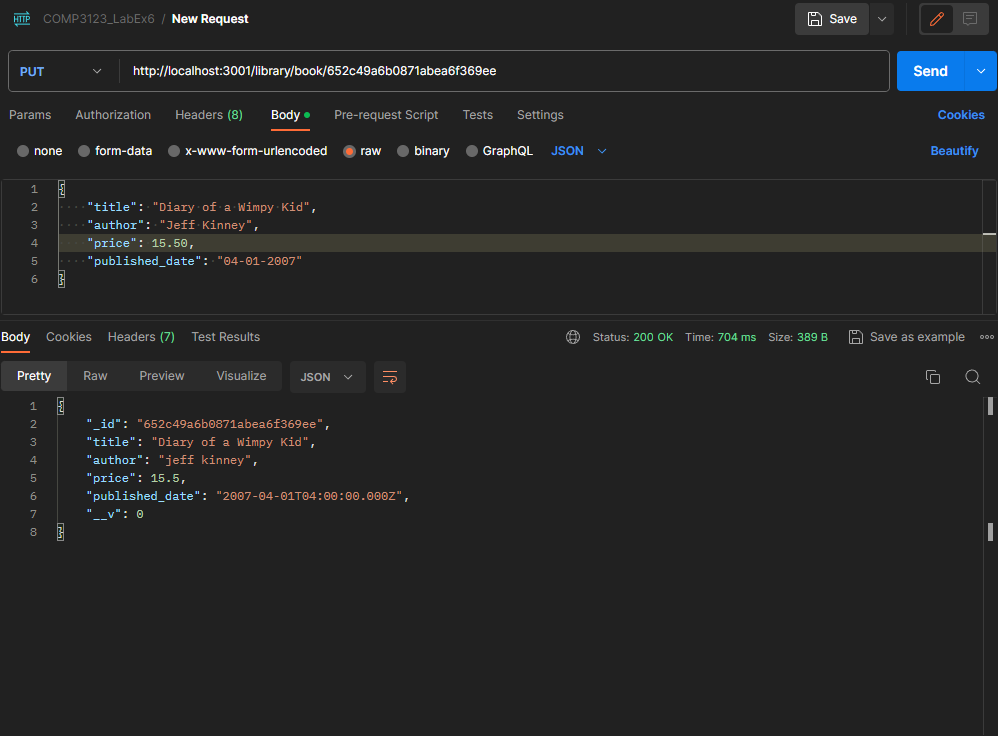 HTTP COMP3123_LabEx6 / New Request Save
PUT http://localhost:3001/library/book/652c49a6b0871abea6f369ee Send
Params Authorization Headers (8) Body Pre-request Script Tests Settings Cookies
none form-data x-www-form-urlencoded raw binary GraphQL JSON Beautify
1 {
2 "title": "Diary of a Wimpy Kid",
3 "author": "Jeff Kinney",
4 "price": 15.50,
5 "published_date": "04-01-2007"
6 }
Body Cookies Headers (7) Test Results Status: 200 OK Time: 704 ms Size: 389 B Save as example
Pretty Raw Preview Visualize JSON
1 {
2 "_id": "652c49a6b0871abea6f369ee",
3 "title": "Diary of a Wimpy Kid",
4 "author": "jeff kinney",
5 "price": 15.5,
6 "published_date": "2007-04-01T04:00:00.000Z",
7 "__v": 0
8 }